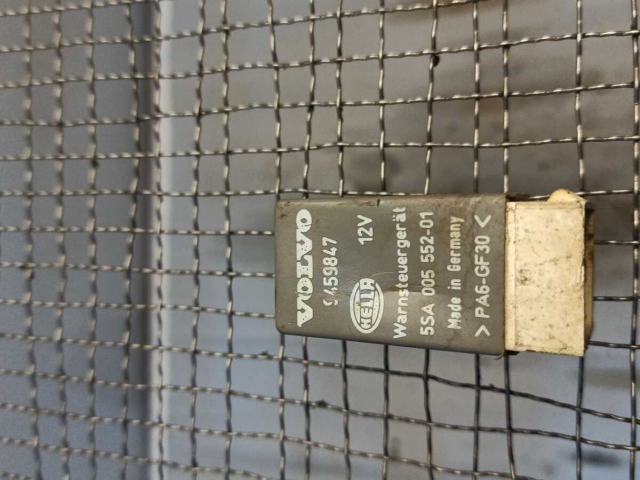 VOLVO
9459847
12V
HELLA
Warnsteuergerät
5SA 005 552-01
Made in Germany
> PA6-GF30 <